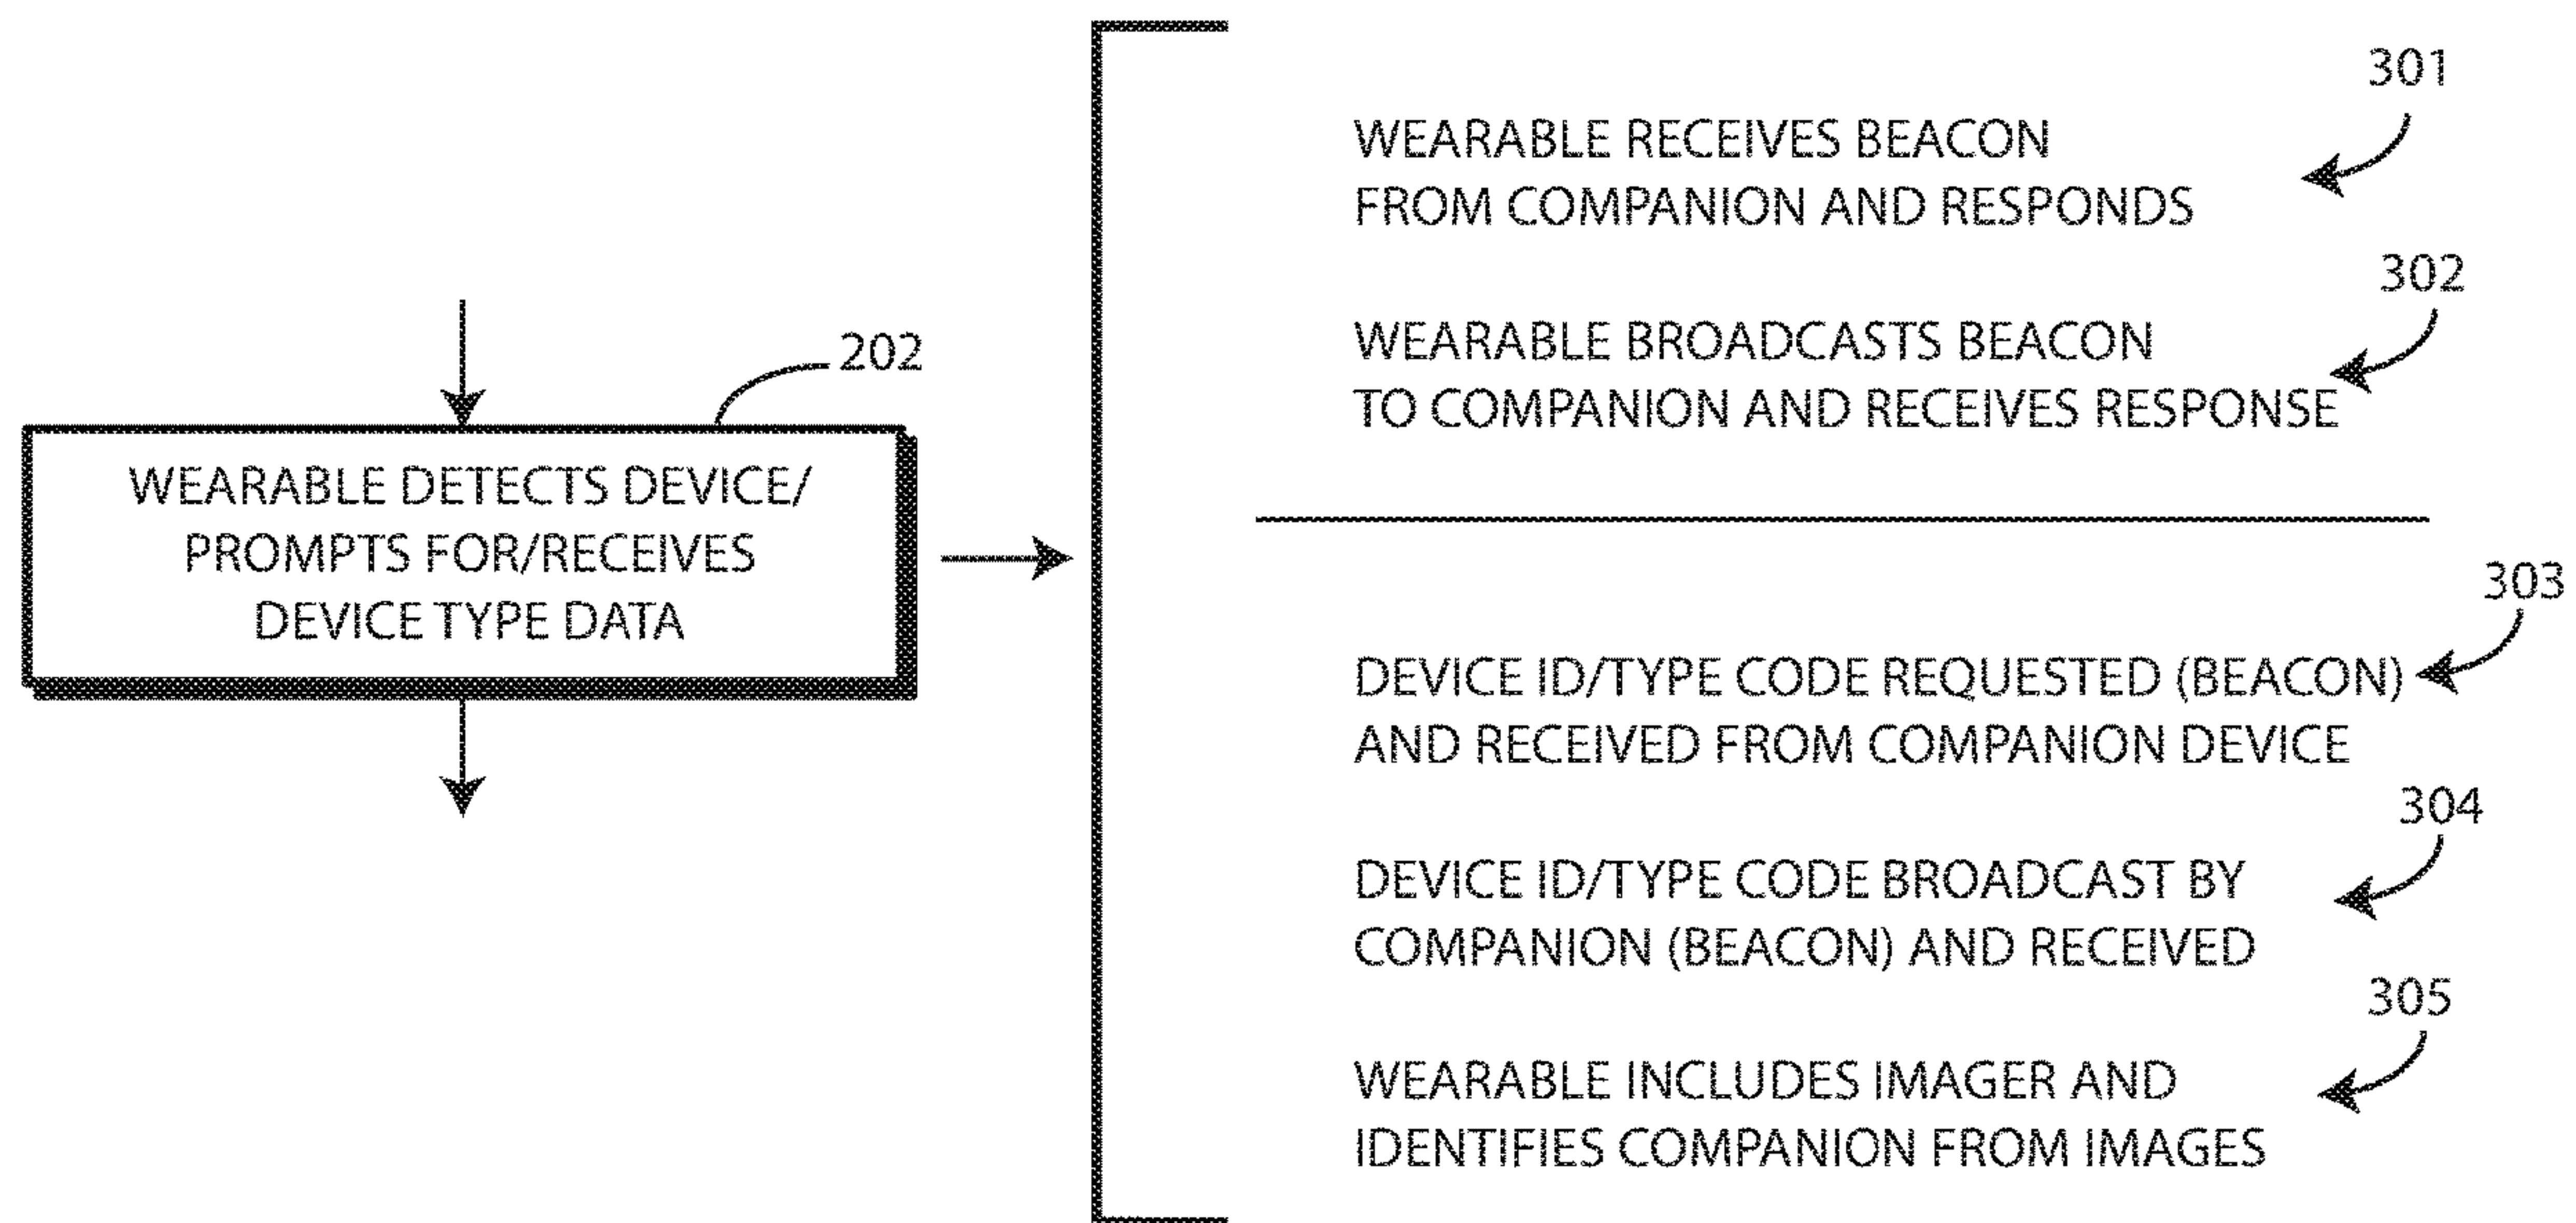 202
WEARABLE DETECTS DEVICE/
PROMPTS FOR/RECEIVES
DEVICE TYPE DATA
301
WEARABLE RECEIVES BEACON
FROM COMPANION AND RESPONDS
302
WEARABLE BROADCASTS BEACON
TO COMPANION AND RECEIVES RESPONSE
303
DEVICE ID/TYPE CODE REQUESTED (BEACON)
AND RECEIVED FROM COMPANION DEVICE
304
DEVICE ID/TYPE CODE BROADCAST BY
COMPANION (BEACON) AND RECEIVED
305
WEARABLE INCLUDES IMAGER AND
IDENTIFIES COMPANION FROM IMAGES